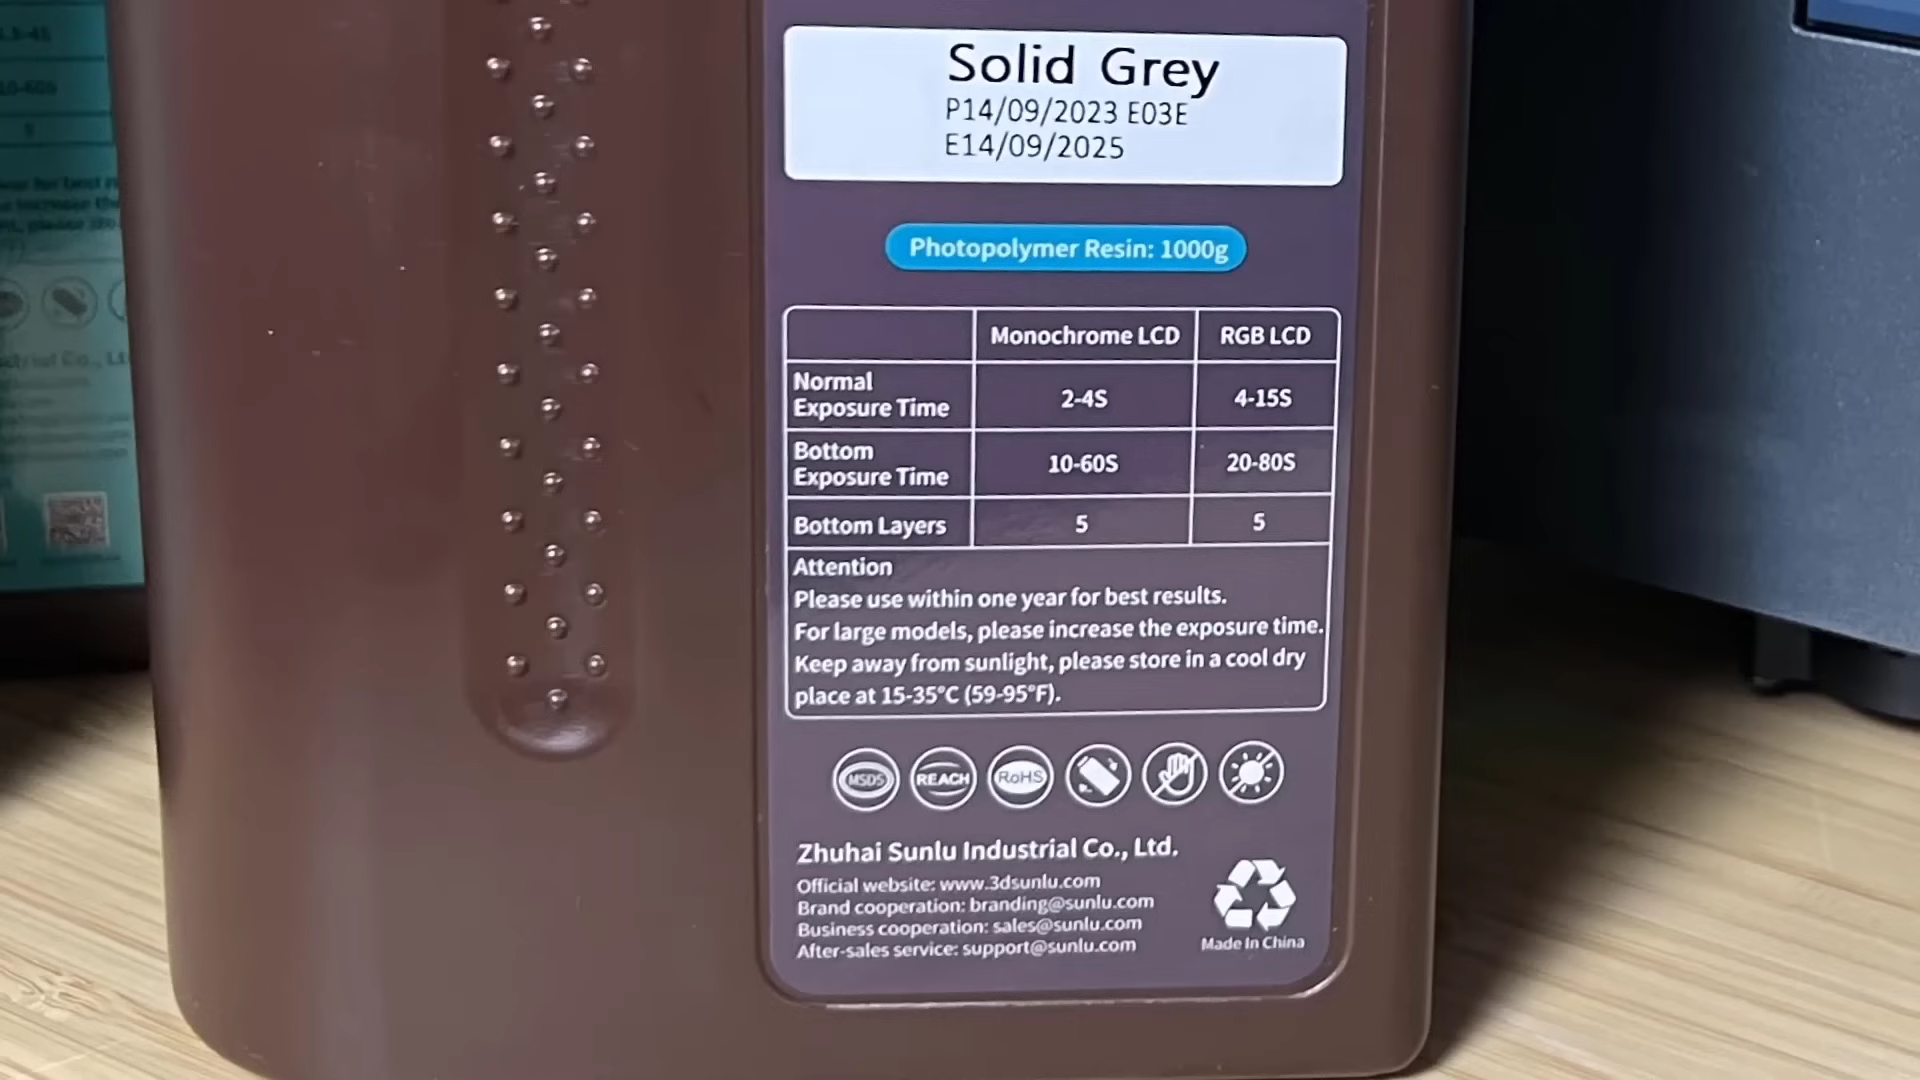 Solid Grey
P14/09/2023 E03E
E14/09/2025
Photopolymer Resin: 1000g
Monochrome LCD RGB LCD
Normal
Exposure Time 2-4S 4-15S
Bottom
Exposure Time 10-60S 20-80S
Bottom Layers 5 5
Attention
Please use within one year for best results.
For large models, please increase the exposure time.
Keep away from sunlight, please store in a cool dry
place at 15-35°C (59-95°F).
MSDS REACH RoHS
Zhuhai Sunlu Industrial Co., Ltd.
Official website: www.3dsunlu.com
Brand cooperation: branding@sunlu.com
Business cooperation: sales@sunlu.com
After-sales service: support@sunlu.com
Made In China